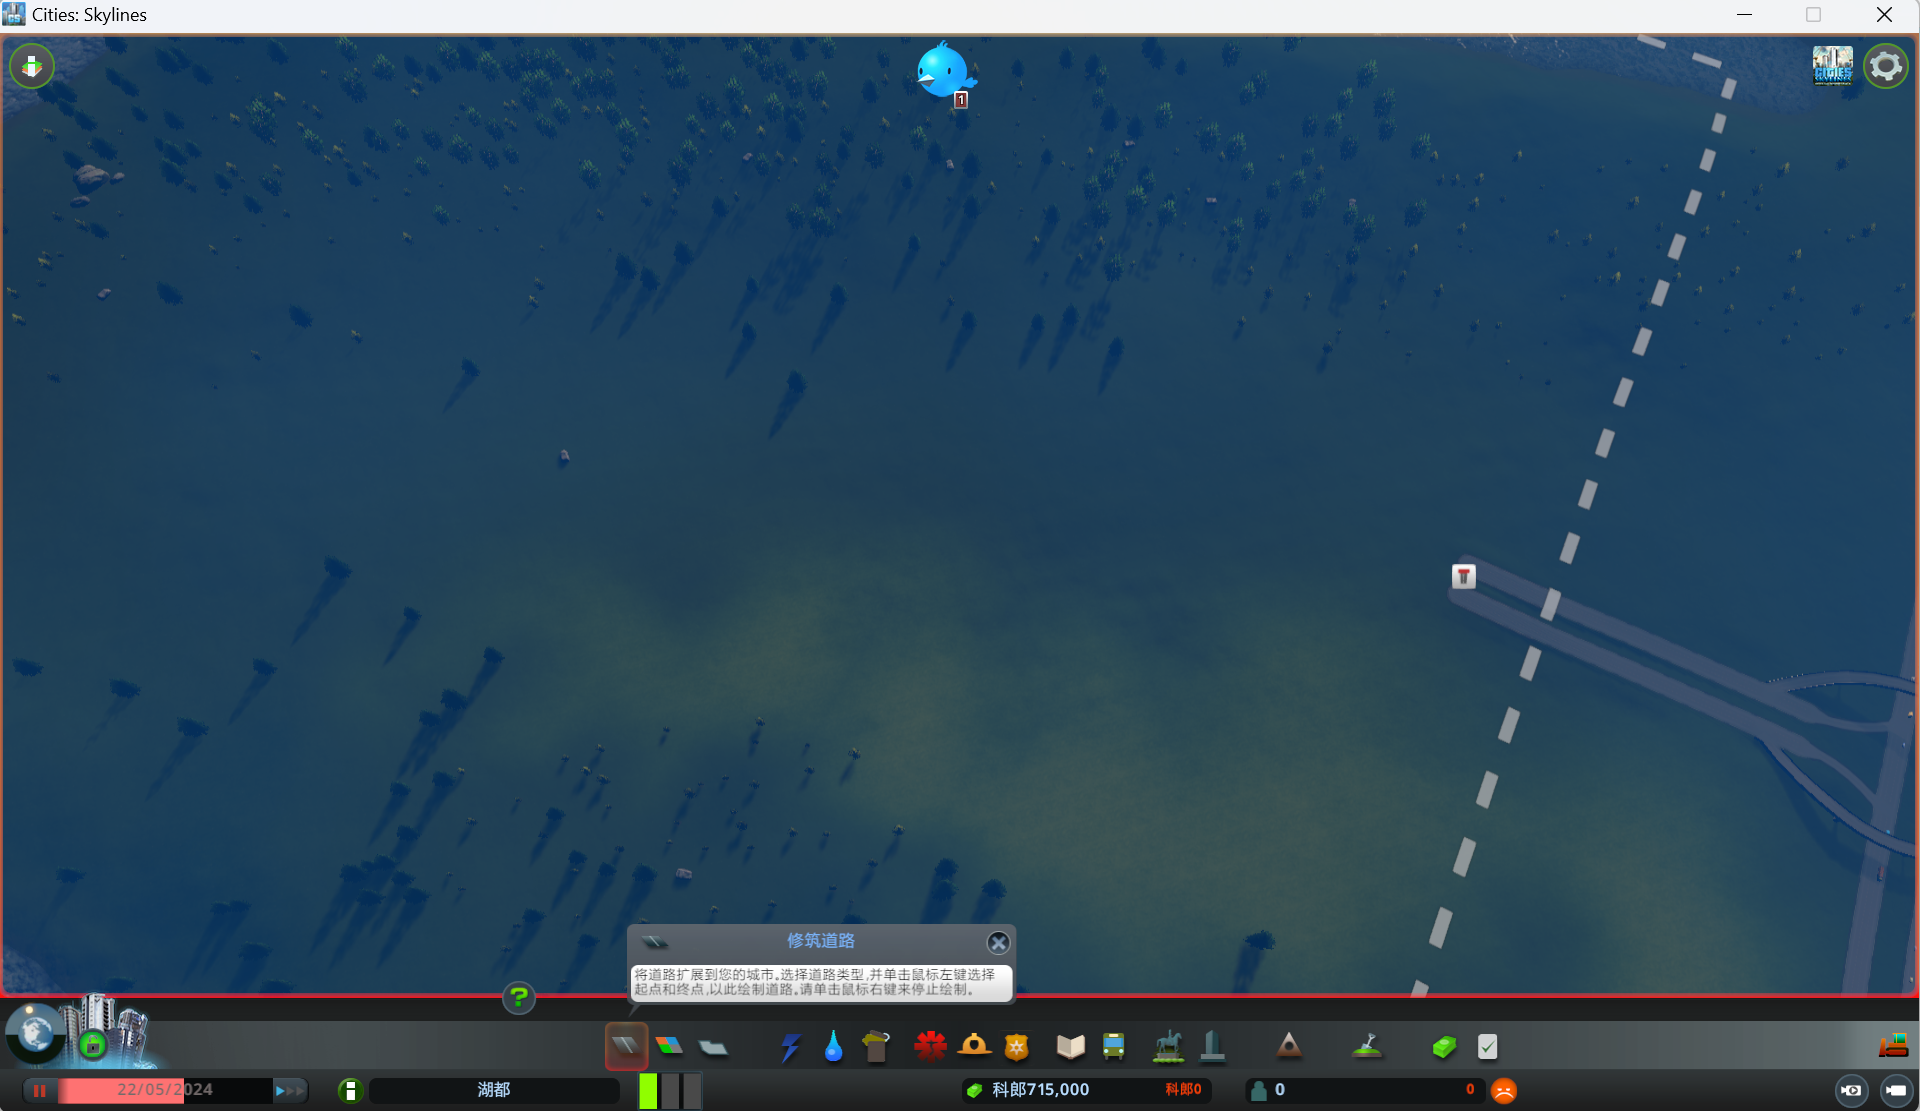 Cities: Skylines
1
CITIES
修筑道路
将道路扩展到您的城市。选择道路类型,并单击鼠标左键选择
起点和终点,以此绘制道路。请单击鼠标右键来停止绘制。
?
22/05/2024
湖都
科郎715,000
科郎0
0
0